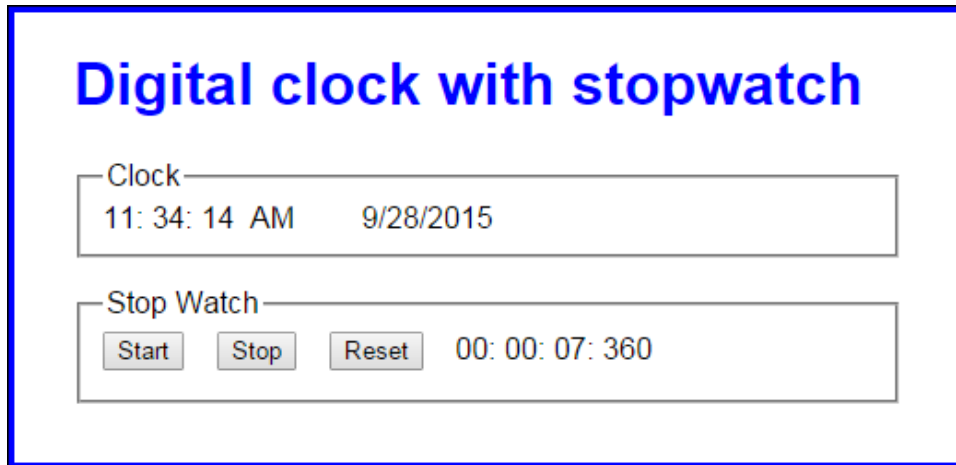 Digital clock with stopwatch
Clock
11: 34: 14 AM 9/28/2015
Stop Watch
Start Stop Reset 00: 00: 07: 360